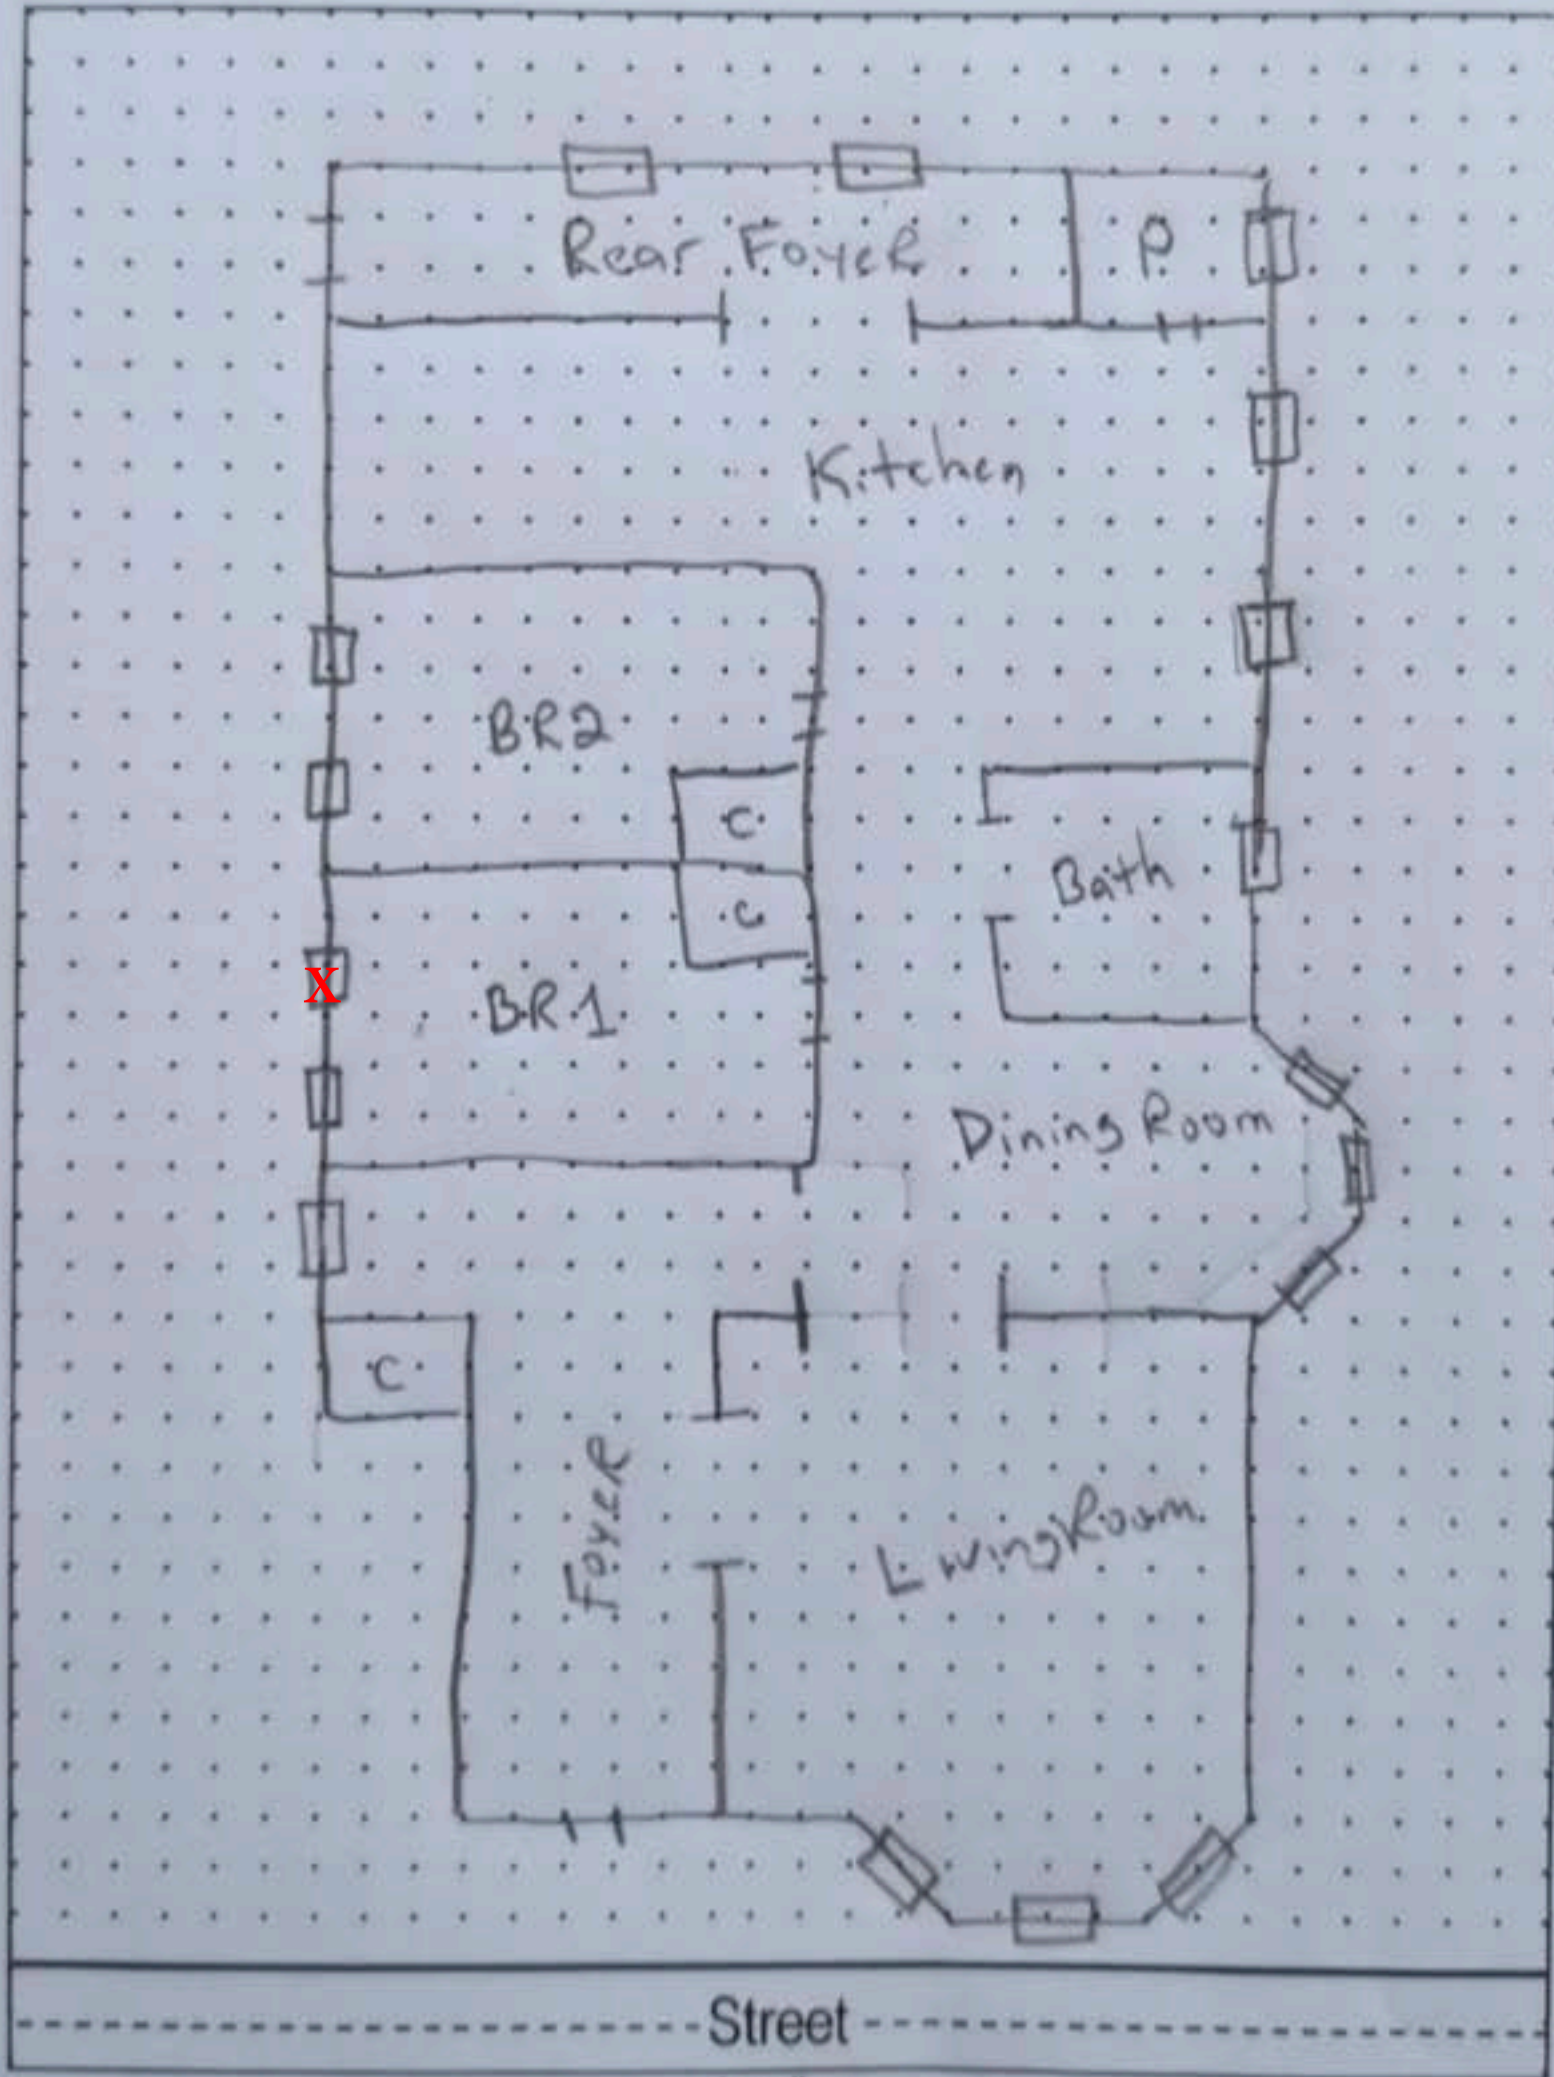 Rear Foyer P
Kitchen
BR2
C
C
Bath
X
BR1
Dining Room
C
Foyer
Living Room
Street